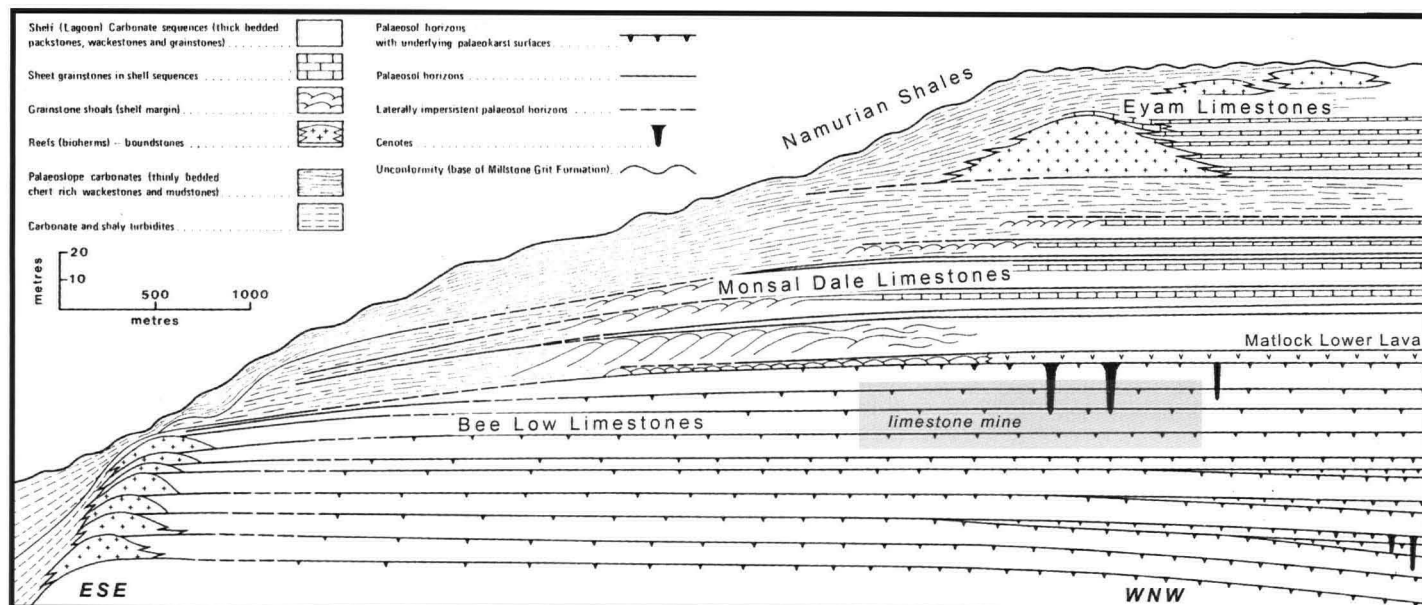 Shelf (Lagoon) Carbonate sequences (thick bedded
packstones, wackestones and grainstones)
Sheet grainstones in shell sequences
Grainstone shoals (shelf margin)
Reefs (bioherms) – boundstones
Palaeoslope carbonates (thinly bedded
chert rich wackestones and mudstones)
Carbonate and shaly turbidites
Palaeosol horizons
with underlying palaeokarst surfaces
Palaeosol horizons
Laterally impersistent palaeosol horizons
Cenotes
Unconformity (base of Millstone Grit Formation)
metres
20
10
500
1000
metres
Namurian Shales
Eyam Limestones
Monsal Dale Limestones
Matlock Lower Lava
Bee Low Limestones
limestone mine
ESE
WNW